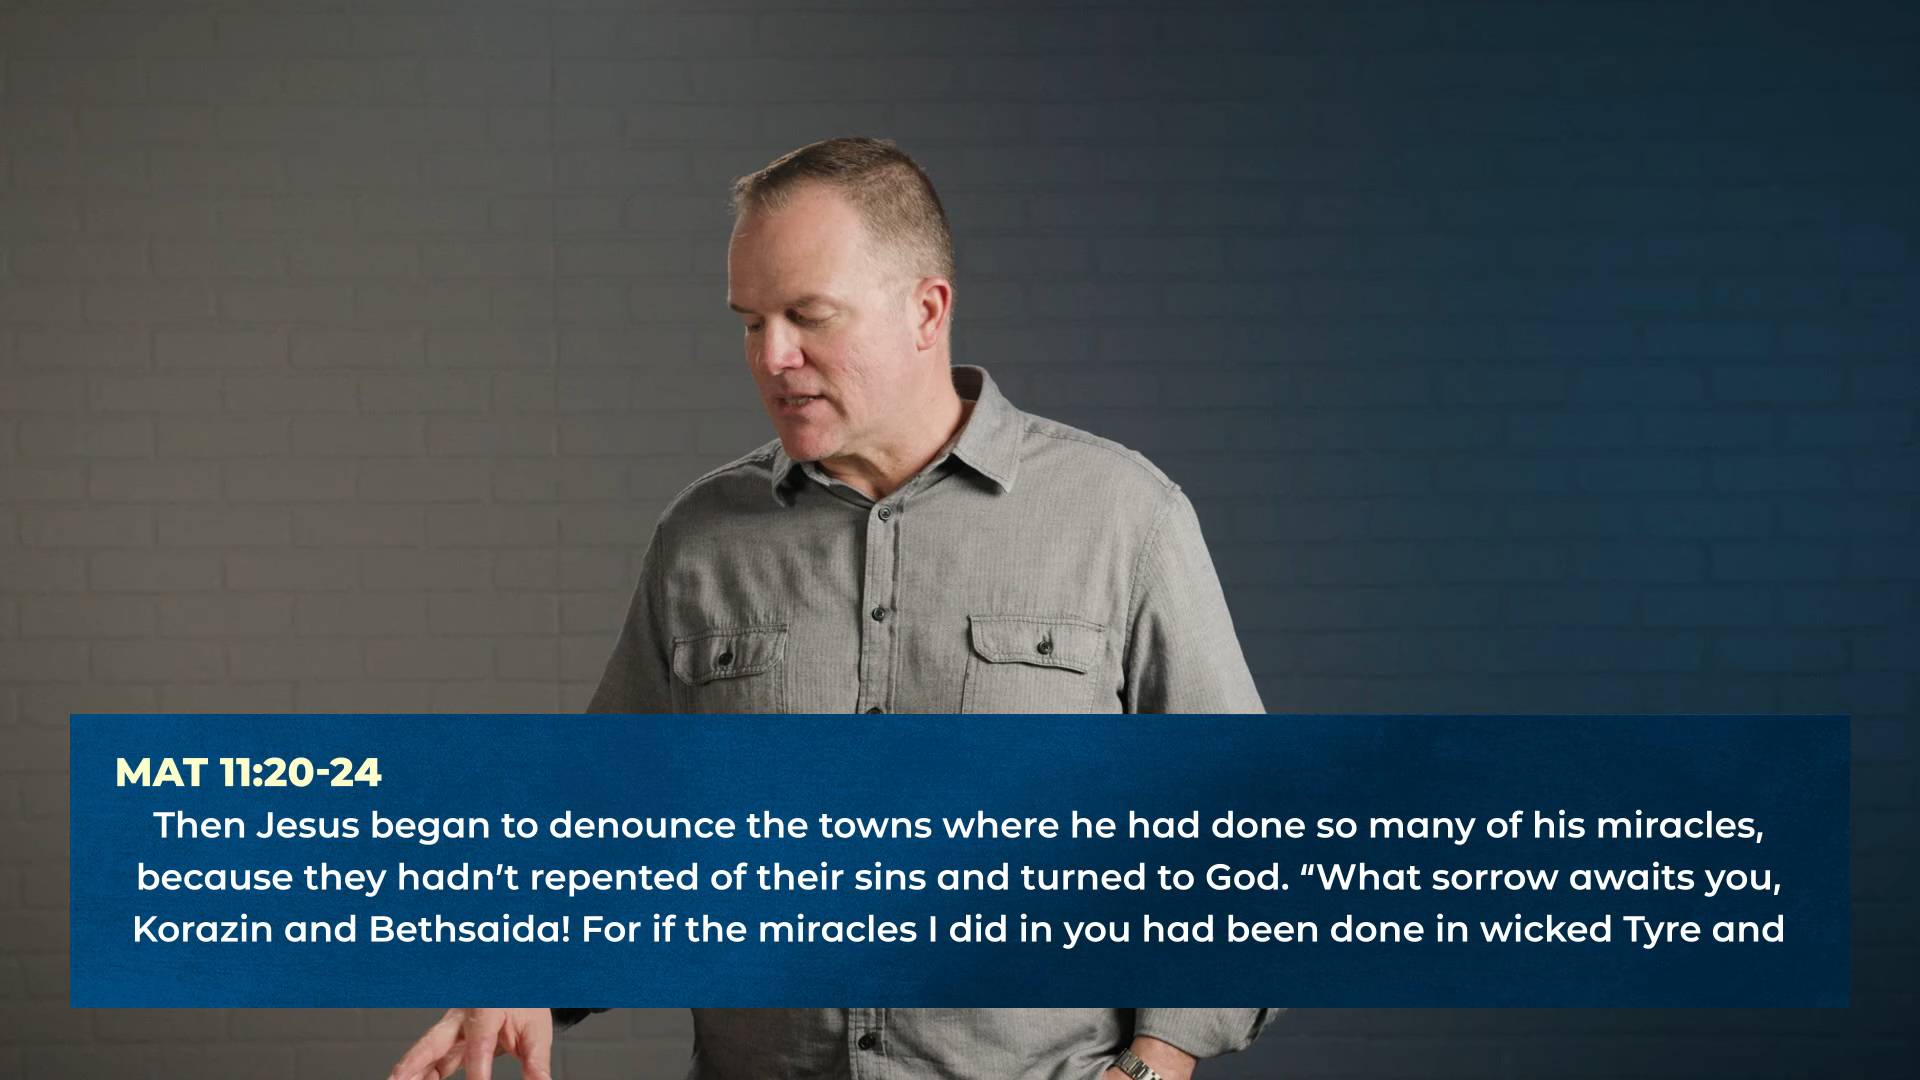 MAT 11:20-24
Then Jesus began to denounce the towns where he had done so many of his miracles,
because they hadn’t repented of their sins and turned to God. “What sorrow awaits you,
Korazin and Bethsaida! For if the miracles I did in you had been done in wicked Tyre and